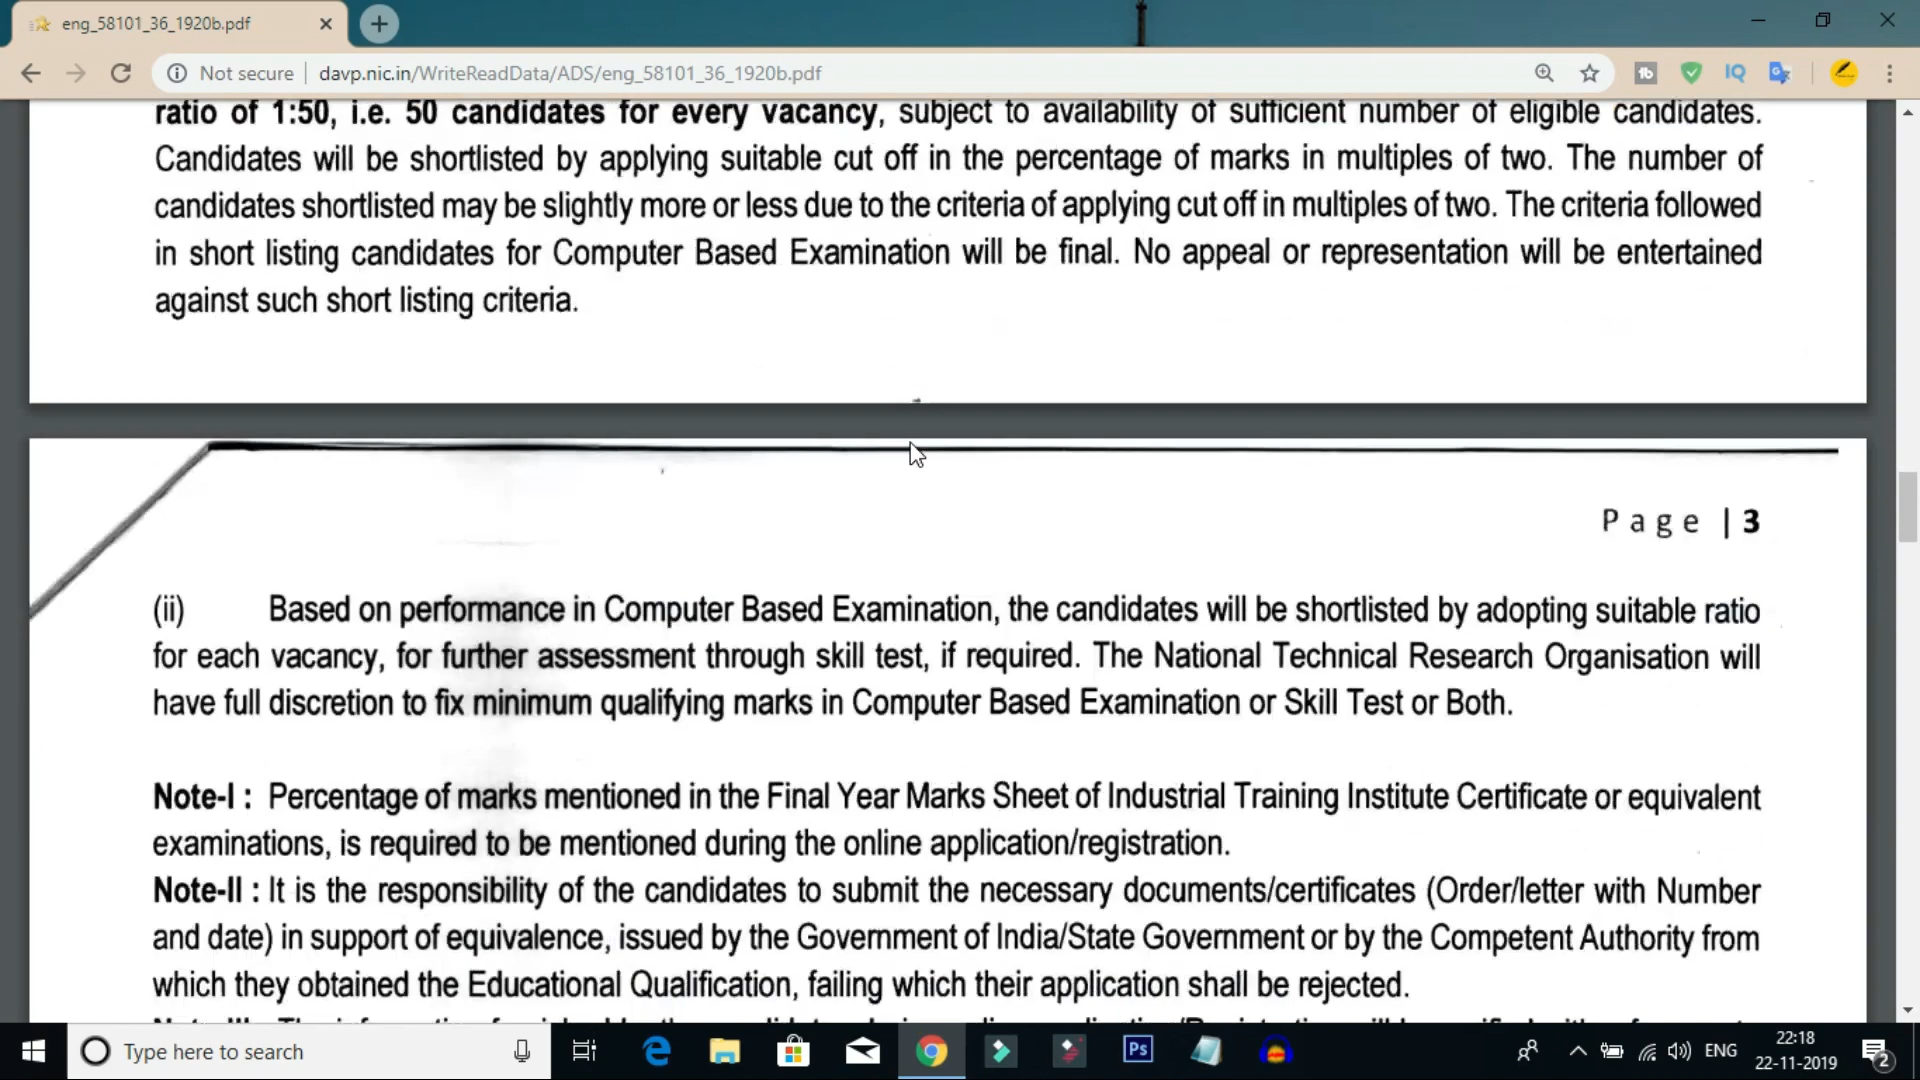 eng_58101_36_1920b.pdf
Not secure
davp.nic.in/WriteReadData/ADS/eng_58101_36_1920b.pdf
ratio of 1:50, i.e. 50 candidates for every vacancy, subject to availability of sufficient number of eligible candidates.
Candidates will be shortlisted by applying suitable cut off in the percentage of marks in multiples of two. The number of
candidates shortlisted may be slightly more or less due to the criteria of applying cut off in multiples of two. The criteria followed
in short listing candidates for Computer Based Examination will be final. No appeal or representation will be entertained
against such short listing criteria.
Page | 3
(ii) Based on performance in Computer Based Examination, the candidates will be shortlisted by adopting suitable ratio
for each vacancy, for further assessment through skill test, if required. The National Technical Research Organisation will
have full discretion to fix minimum qualifying marks in Computer Based Examination or Skill Test or Both.
Note-I : Percentage of marks mentioned in the Final Year Marks Sheet of Industrial Training Institute Certificate or equivalent
examinations, is required to be mentioned during the online application/registration.
Note-II : It is the responsibility of the candidates to submit the necessary documents/certificates (Order/letter with Number
and date) in support of equivalence, issued by the Government of India/State Government or by the Competent Authority from
which they obtained the Educational Qualification, failing which their application shall be rejected.
Type here to search
Ps
ENG
22:18
22-11-2019
2